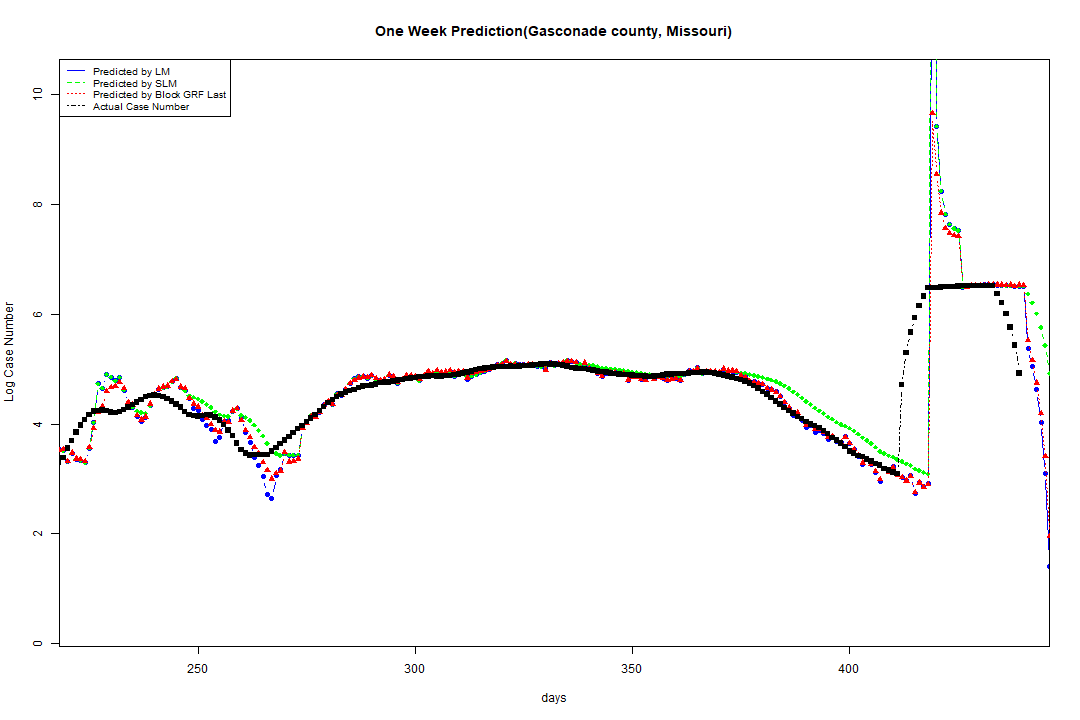 One Week Prediction(Gasconade county, Missouri)
Predicted by LM
Predicted by SLM
Predicted by Block GRF Last
Actual Case Number
10
8
6
4
2
0
Log Case Number
250
300
350
400
days